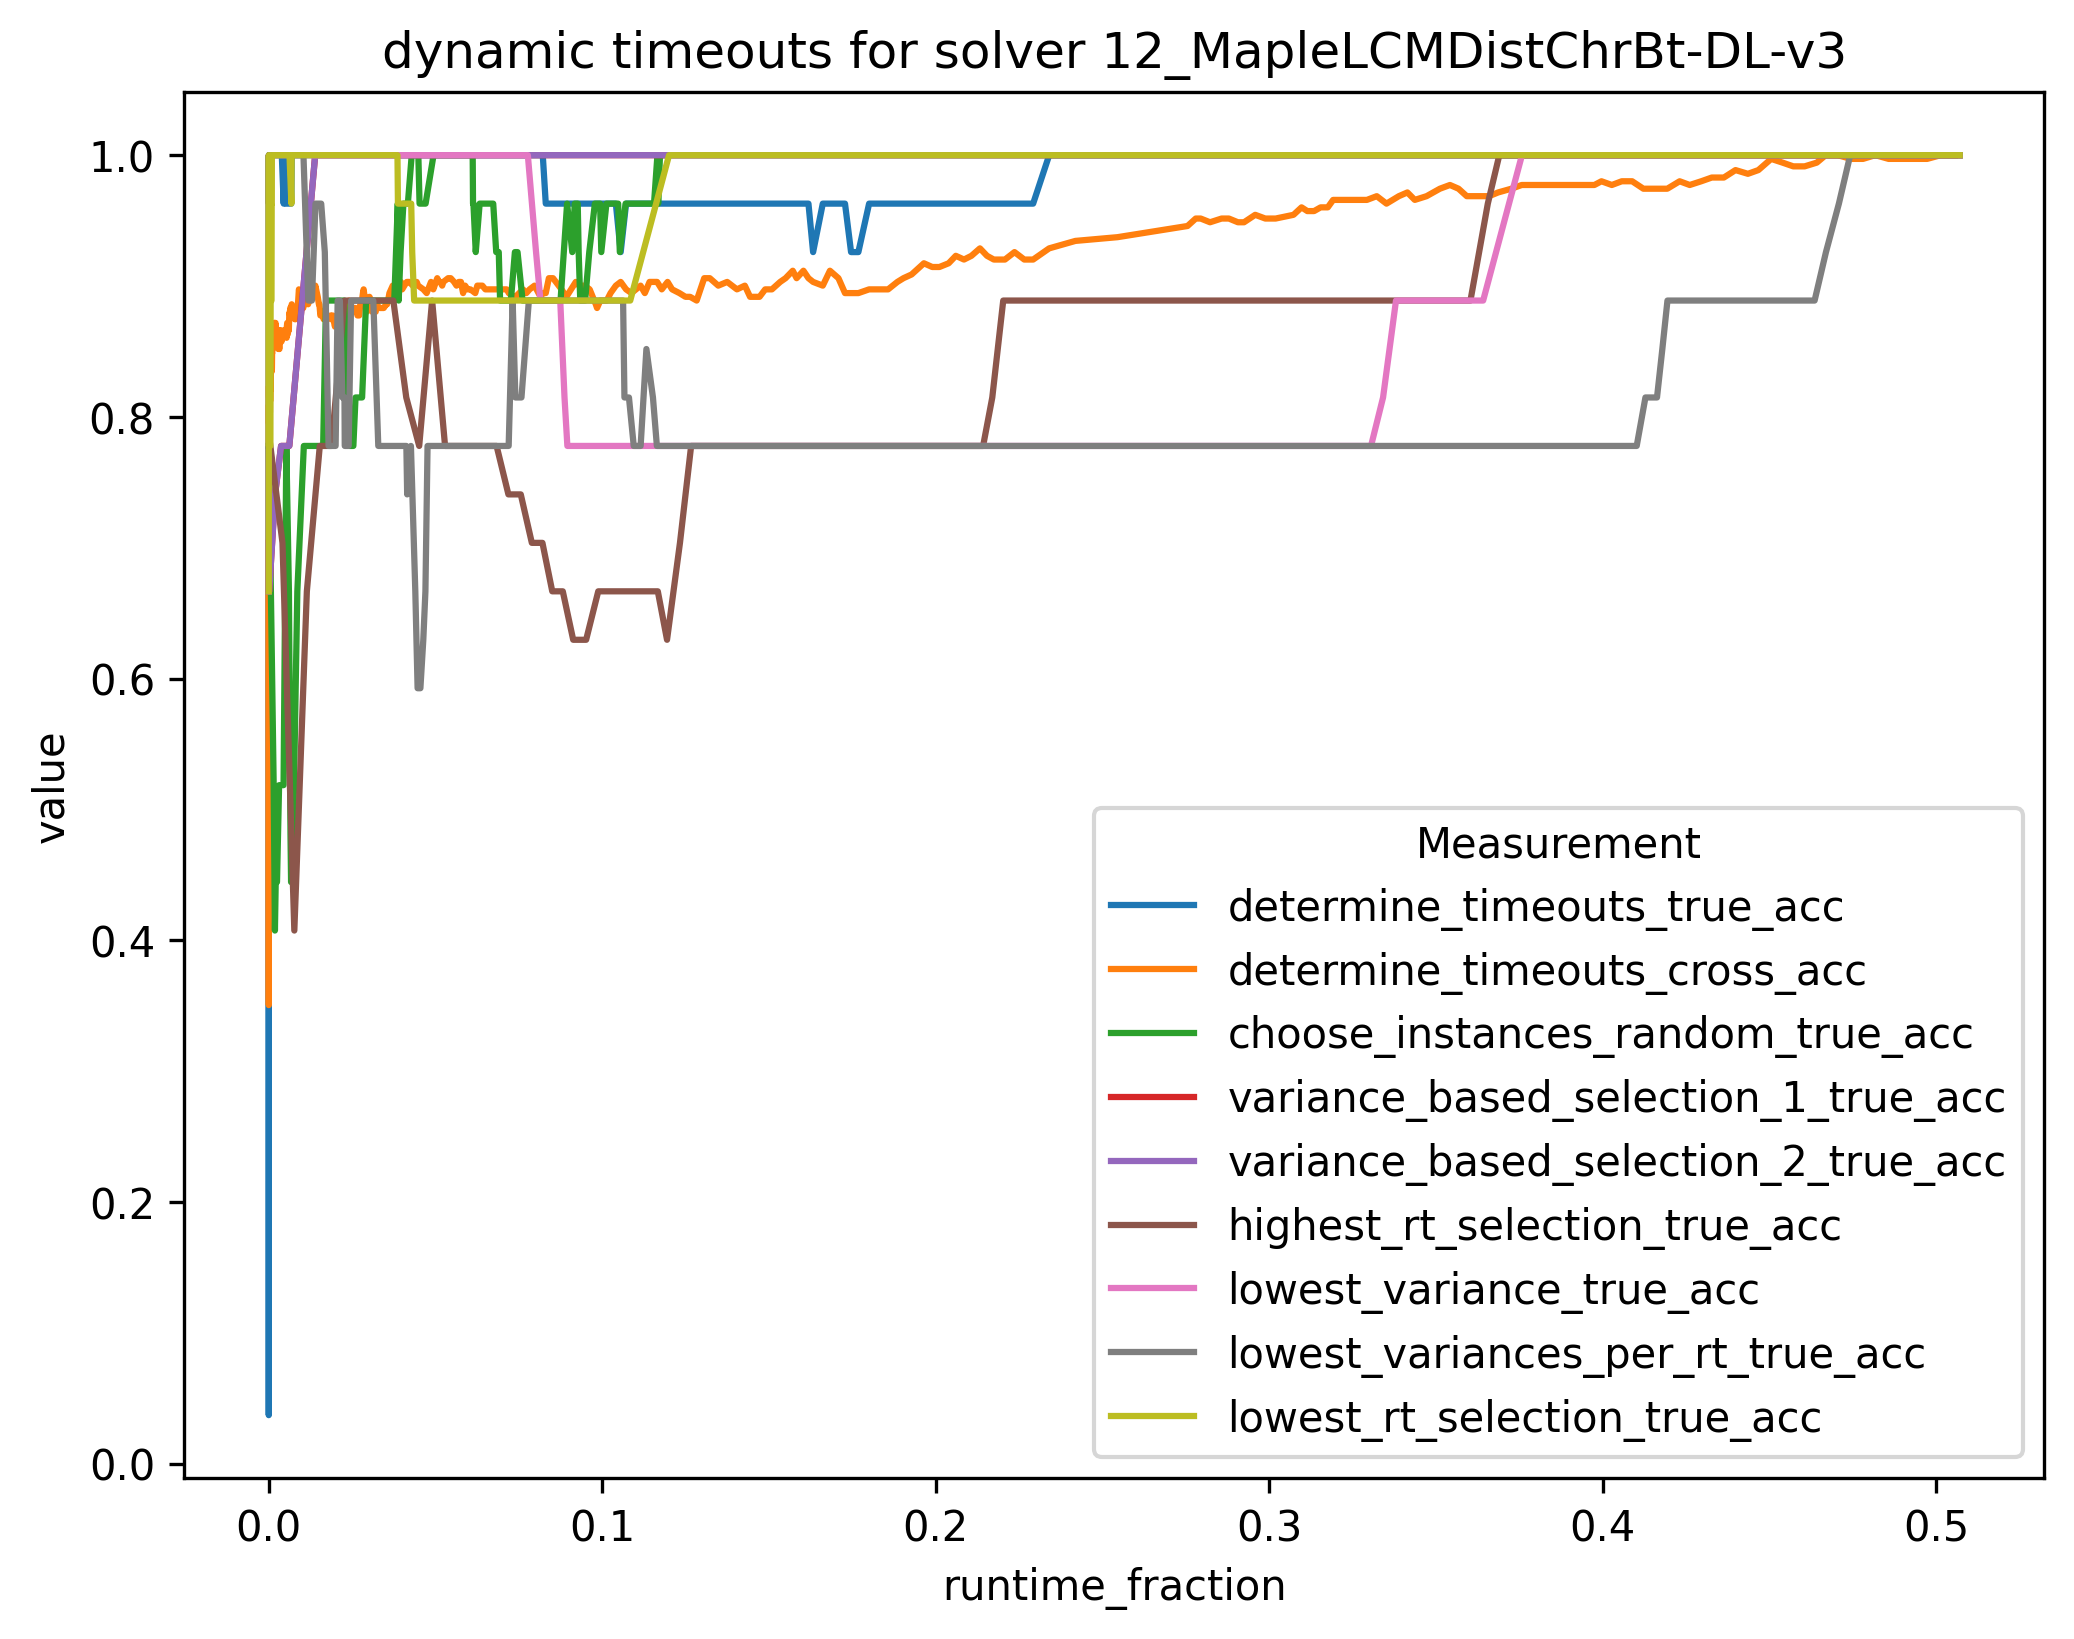 dynamic timeouts for solver 12_MapleLCMDistChrBt-DL-v3
1.0
0.8
0.6
0.4
0.2
0.0
value
0.0 0.1 0.2 0.3 0.4 0.5
runtime_fraction
Measurement
determine_timeouts_true_acc
determine_timeouts_cross_acc
choose_instances_random_true_acc
variance_based_selection_1_true_acc
variance_based_selection_2_true_acc
highest_rt_selection_true_acc
lowest_variance_true_acc
lowest_variances_per_rt_true_acc
lowest_rt_selection_true_acc